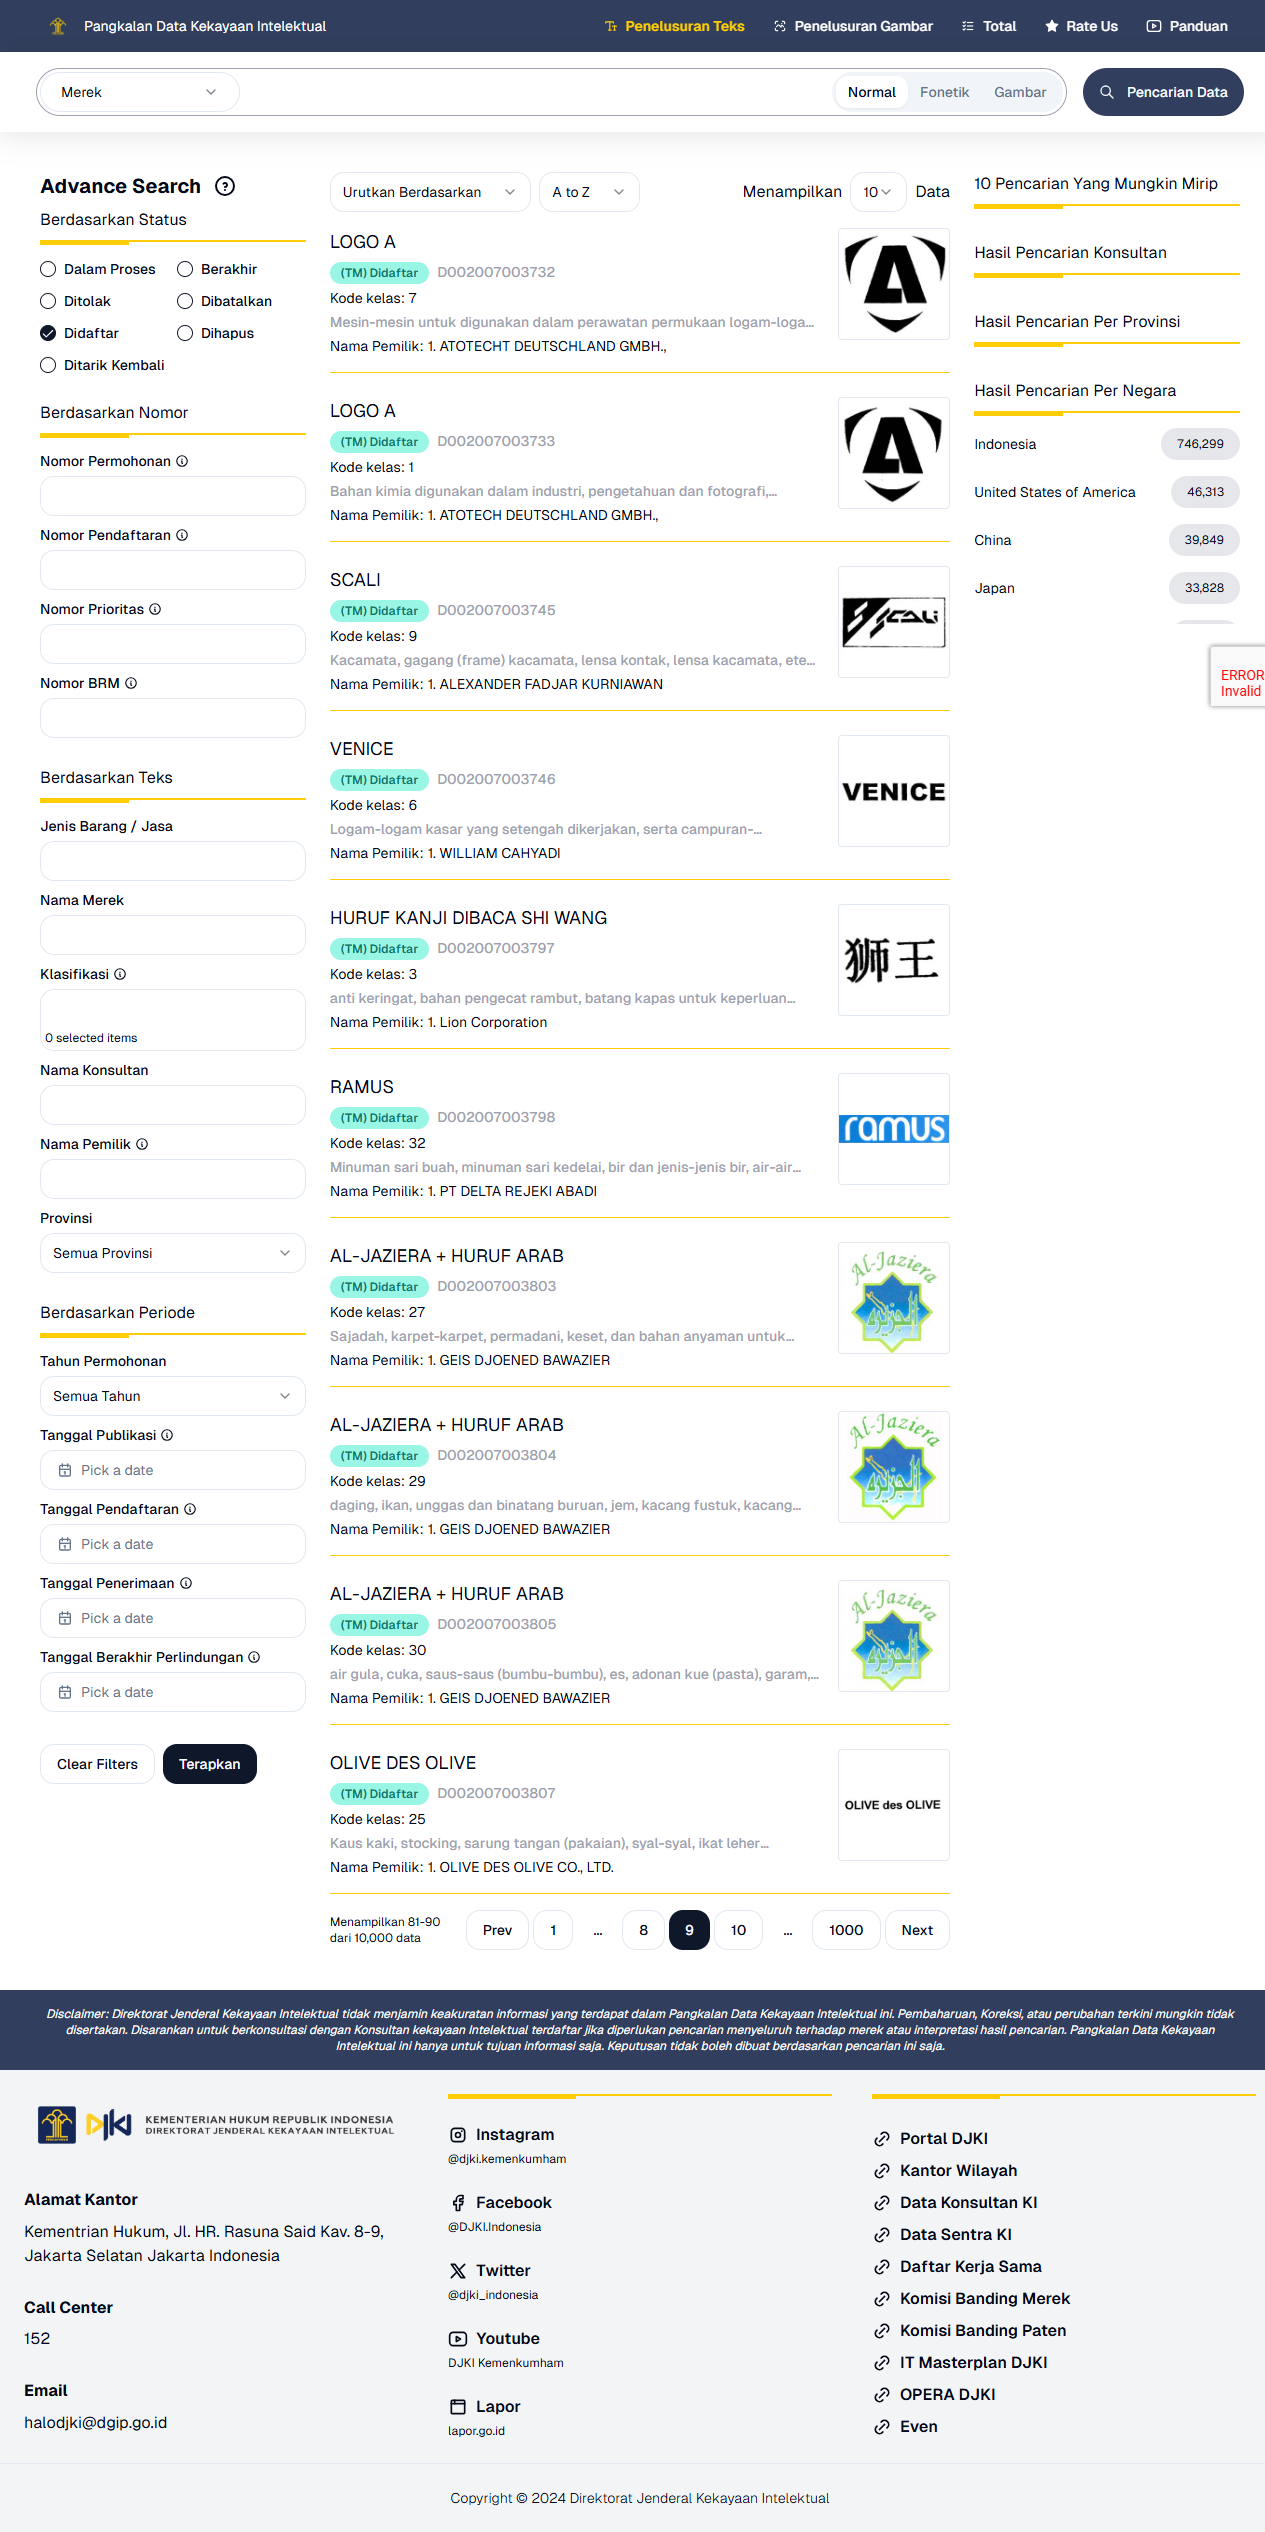 Pangkalan Data Kekayaan Intelektual
Penelusuran Teks
Penelusuran Gambar
Total
Rate Us
Panduan
Merek
Normal
Fonetik
Gambar
Pencarian Data
Advance Search
Berdasarkan Status
Dalam Proses
Berakhir
Ditolak
Dibatalkan
Didaftar
Dihapus
Ditarik Kembali
Berdasarkan Nomor
Nomor Permohonan
Nomor Pendaftaran
Nomor Prioritas
Nomor BRM
Berdasarkan Teks
Jenis Barang / Jasa
Nama Merek
Klasifikasi
0 selected items
Nama Konsultan
Nama Pemilik
Provinsi
Semua Provinsi
Berdasarkan Periode
Tahun Permohonan
Semua Tahun
Tanggal Publikasi
Pick a date
Tanggal Pendaftaran
Pick a date
Tanggal Penerimaan
Pick a date
Tanggal Berakhir Perlindungan
Pick a date
Clear Filters
Terapkan
Urutkan Berdasarkan
A to Z
Menampilkan 10 Data
LOGO A
(TM) Didaftar D002007003732
Kode kelas: 7
Mesin-mesin untuk digunakan dalam perawatan permukaan logam-loga...
Nama Pemilik: 1. ATOTECHT DEUTSCHLAND GMBH.,
A
LOGO A
(TM) Didaftar D002007003733
Kode kelas: 1
Bahan kimia digunakan dalam industri, pengetahuan dan fotografi,...
Nama Pemilik: 1. ATOTECH DEUTSCHLAND GMBH.,
A
SCALI
(TM) Didaftar D002007003745
Kode kelas: 9
Kacamata, gagang (frame) kacamata, lensa kontak, lensa kacamata, ete...
Nama Pemilik: 1. ALEXANDER FADJAR KURNIAWAN
Scali
VENICE
(TM) Didaftar D002007003746
Kode kelas: 6
Logam-logam kasar yang setengah dikerjakan, serta campuran-...
Nama Pemilik: 1. WILLIAM CAHYADI
VENICE
HURUF KANJI DIBACA SHI WANG
(TM) Didaftar D002007003797
Kode kelas: 3
anti keringat, bahan pengecat rambut, batang kapas untuk keperluan...
Nama Pemilik: 1. Lion Corporation
狮王
RAMUS
(TM) Didaftar D002007003798
Kode kelas: 32
Minuman sari buah, minuman sari kedelai, bir dan jenis-jenis bir, air-air...
Nama Pemilik: 1. PT DELTA REJEKI ABADI
ramus
AL-JAZIERA + HURUF ARAB
(TM) Didaftar D002007003803
Kode kelas: 27
Sajadah, karpet-karpet, permadani, keset, dan bahan anyaman untuk...
Nama Pemilik: 1. GEIS DJOENED BAWAZIER
Al-Jaziera
الجزيره
AL-JAZIERA + HURUF ARAB
(TM) Didaftar D002007003804
Kode kelas: 29
daging, ikan, unggas dan binatang buruan, jem, kacang fustuk, kacang...
Nama Pemilik: 1. GEIS DJOENED BAWAZIER
Al-Jaziera
الجزيره
AL-JAZIERA + HURUF ARAB
(TM) Didaftar D002007003805
Kode kelas: 30
air gula, cuka, saus-saus (bumbu-bumbu), es, adonan kue (pasta), garam,...
Nama Pemilik: 1. GEIS DJOENED BAWAZIER
Al-Jaziera
الجزيره
OLIVE DES OLIVE
(TM) Didaftar D002007003807
Kode kelas: 25
Kaus kaki, stocking, sarung tangan (pakaian), syal-syal, ikat leher...
Nama Pemilik: 1. OLIVE DES OLIVE CO., LTD.
OLIVE des OLIVE
Menampilkan 81-90
dari 10,000 data
Prev 1 ... 8 9 10 ... 1000 Next
10 Pencarian Yang Mungkin Mirip
Hasil Pencarian Konsultan
Hasil Pencarian Per Provinsi
Hasil Pencarian Per Negara
Indonesia 746,299
United States of America 46,313
China 39,849
Japan 33,828
ERROR
Invalid
Disclaimer: Direktorat Jenderal Kekayaan Intelektual tidak menjamin keakuratan informasi yang terdapat dalam Pangkalan Data Kekayaan Intelektual ini. Pembaharuan, Koreksi, atau perubahan terkini mungkin tidak
disertakan. Disarankan untuk berkonsultasi dengan Konsultan kekayaan Intelektual terdaftar jika diperlukan pencarian menyeluruh terhadap merek atau interpretasi hasil pencarian. Pangkalan Data Kekayaan
Intelektual ini hanya untuk tujuan informasi saja. Keputusan tidak boleh dibuat berdasarkan pencarian ini saja.
DJKI
KEMENTERIAN HUKUM REPUBLIK INDONESIA
DIREKTORAT JENDERAL KEKAYAAN INTELEKTUAL
Alamat Kantor
Kementrian Hukum, Jl. HR. Rasuna Said Kav. 8-9,
Jakarta Selatan Jakarta Indonesia
Call Center
152
Email
halodjki@dgip.go.id
Instagram
@djki.kemenkumham
Facebook
@DJKI.Indonesia
Twitter
@djki_indonesia
Youtube
DJKI Kemenkumham
Lapor
lapor.go.id
Portal DJKI
Kantor Wilayah
Data Konsultan KI
Data Sentra KI
Daftar Kerja Sama
Komisi Banding Merek
Komisi Banding Paten
IT Masterplan DJKI
OPERA DJKI
Even
Copyright © 2024 Direktorat Jenderal Kekayaan Intelektual